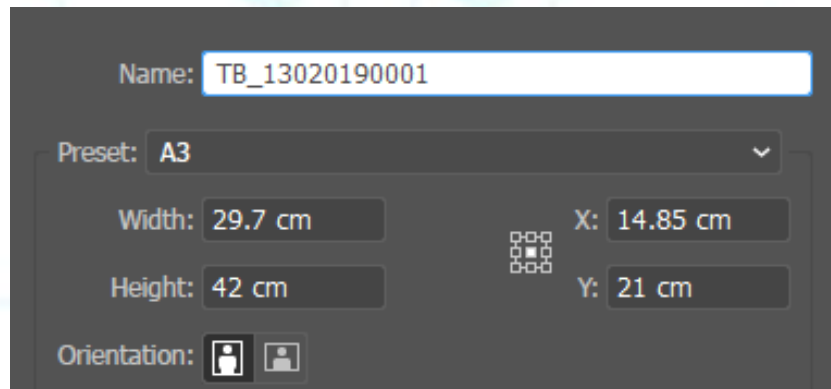 Name: TB_13020190001
Preset: A3
Width: 29.7 cm X: 14.85 cm
Height: 42 cm Y: 21 cm
Orientation: